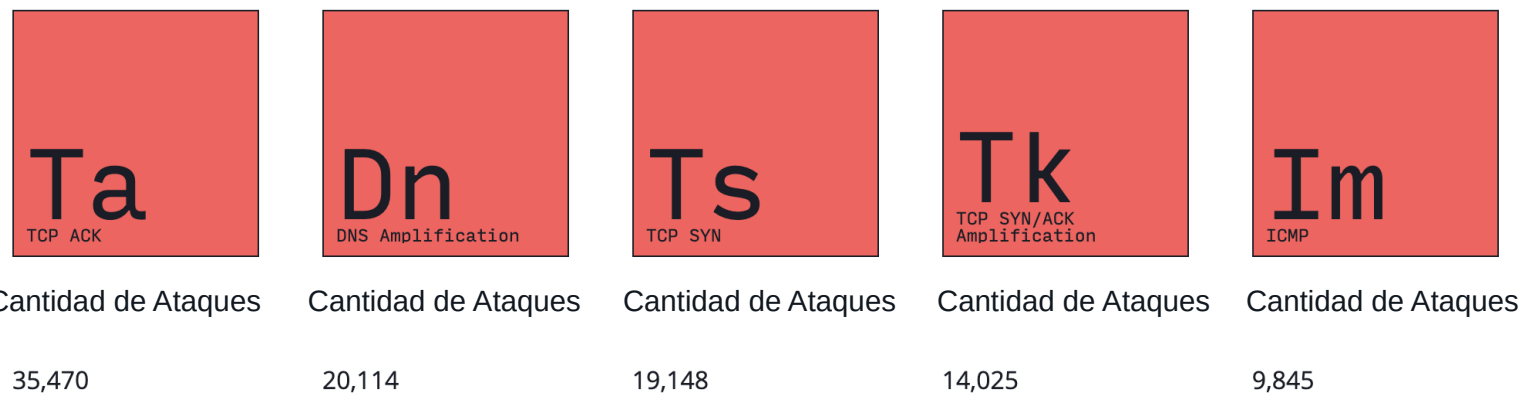 Ta
TCP ACK
Dn
DNS Amplification
Ts
TCP SYN
Tk
TCP SYN/ACK
Amplification
Im
ICMP
Cantidad de Ataques
Cantidad de Ataques
Cantidad de Ataques
Cantidad de Ataques
Cantidad de Ataques
35,470
20,114
19,148
14,025
9,845